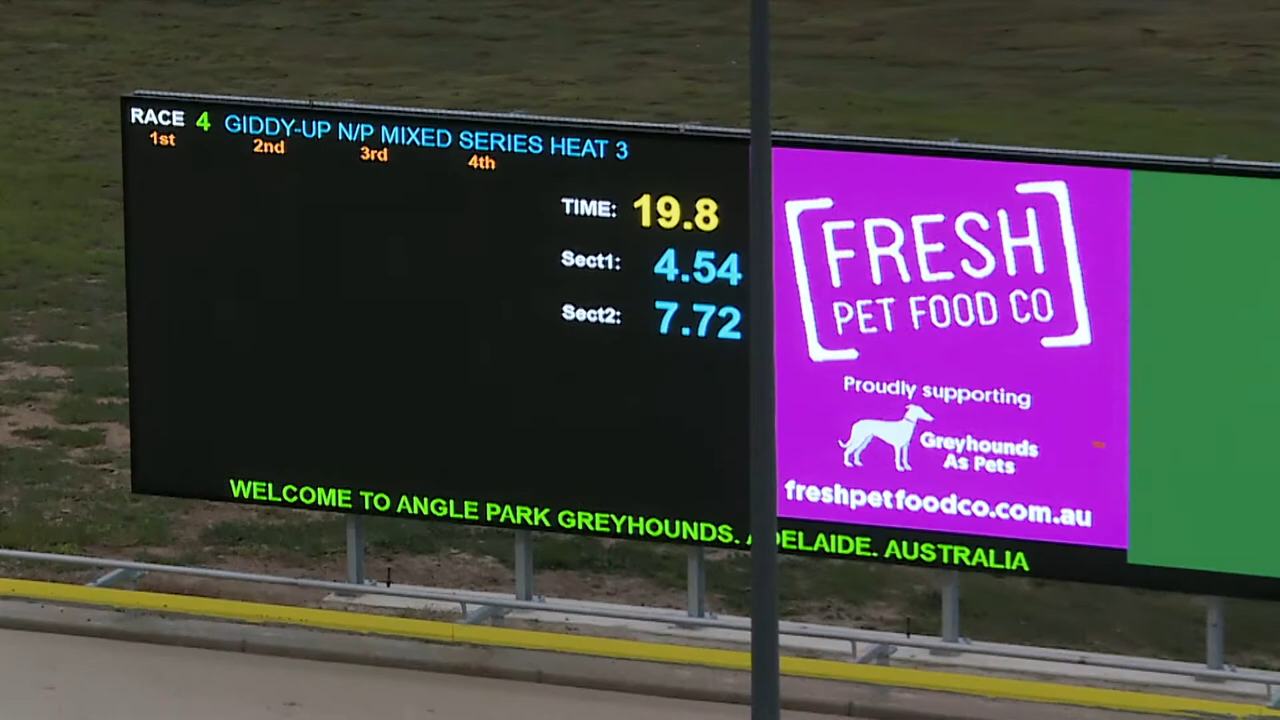 RACE 4 GIDDY-UP N/P MIXED SERIES HEAT 3
1st 2nd 3rd 4th
TIME: 19.8
Sect1: 4.54
Sect2: 7.72
FRESH
PET FOOD CO
Proudly supporting
Greyhounds
As Pets
freshpetfoodco.com.au
WELCOME TO ANGLE PARK GREYHOUNDS. ADELAIDE. AUSTRALIA